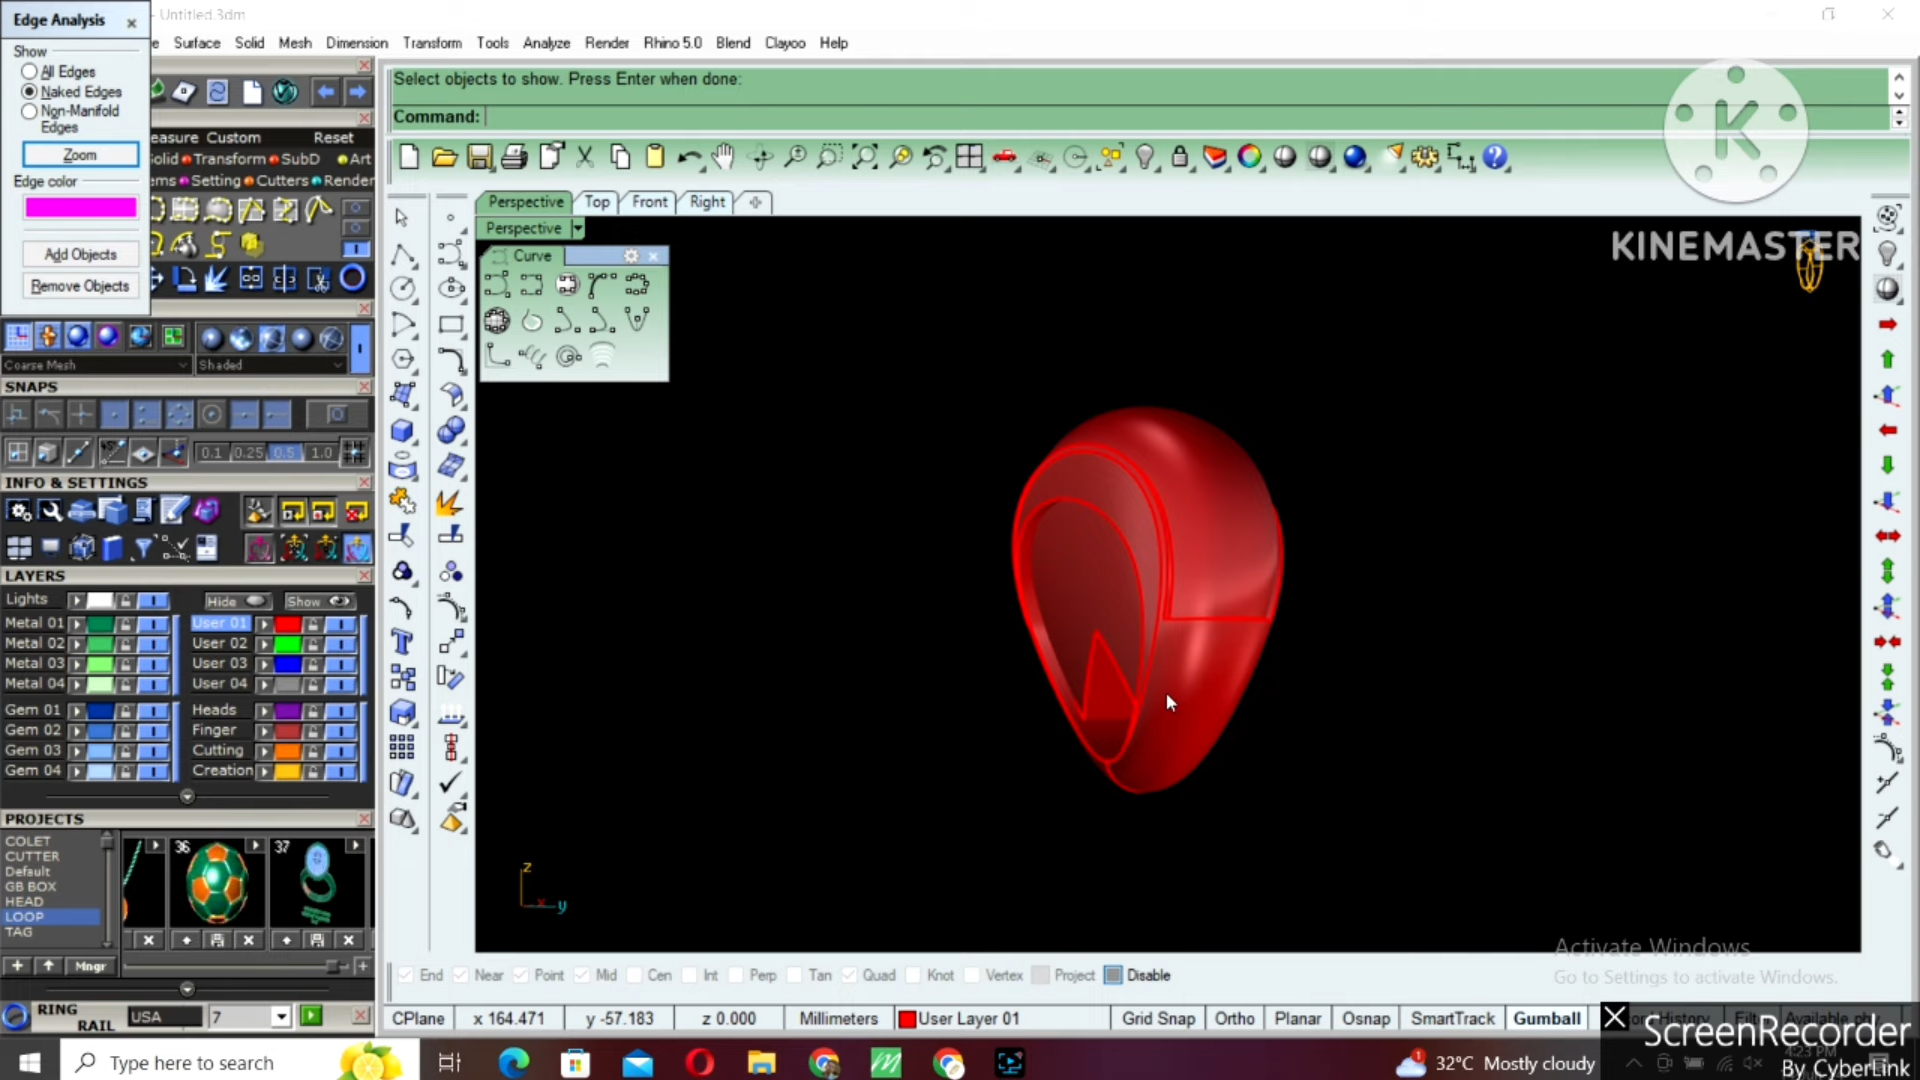 Edge Analysis
- Untitled.3dm
Show
All Edges
Naked Edges
Non-Manifold
Edges
Zoom
Edge color
Add Objects
Remove Objects
Surface Solid Mesh Dimension Transform Tools Analyze Render Rhino 5.0 Blend Clayoo Help
Select objects to show. Press Enter when done:
Command:
easure Custom Reset
olid Transform SubD Art
ems Setting Cutters Render
Perspective Top Front Right
Perspective
Curve
K
KINEMASTER
Coarse Mesh Shaded
SNAPS
0.1 0.25 0.5 1.0
INFO & SETTINGS
LAYERS
Lights Hide Show
Metal 01 User 01
Metal 02 User 02
Metal 03 User 03
Metal 04 User 04
Gem 01 Heads
Gem 02 Finger
Gem 03 Cutting
Gem 04 Creation
PROJECTS
COLET
CUTTER
Default
GB BOX
HEAD
LOOP
TAG
36 37
Mngr
RING
RAIL
USA 7
z
x y
End Near Point Mid Cen Int Perp Tan Quad Knot Vertex Project Disable
Activate Windows
Go to Settings to activate Windows.
CPlane x 164.471 y -57.183 z 0.000 Millimeters User Layer 01 Grid Snap Ortho Planar Osnap SmartTrack Gumball
ScreenRecorder
By CyberLink
Type here to search
1
32°C Mostly cloudy
4:23 PM